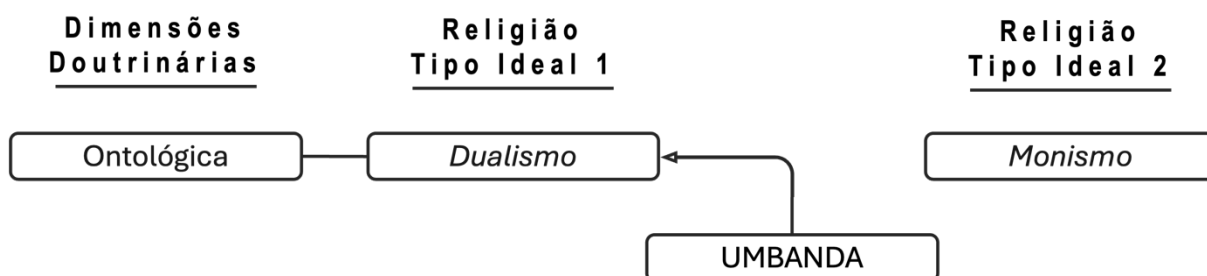 Dimensões
Doutrinárias
Religião
Tipo Ideal 1
Religião
Tipo Ideal 2
Ontológica
Dualismo
Monismo
UMBANDA